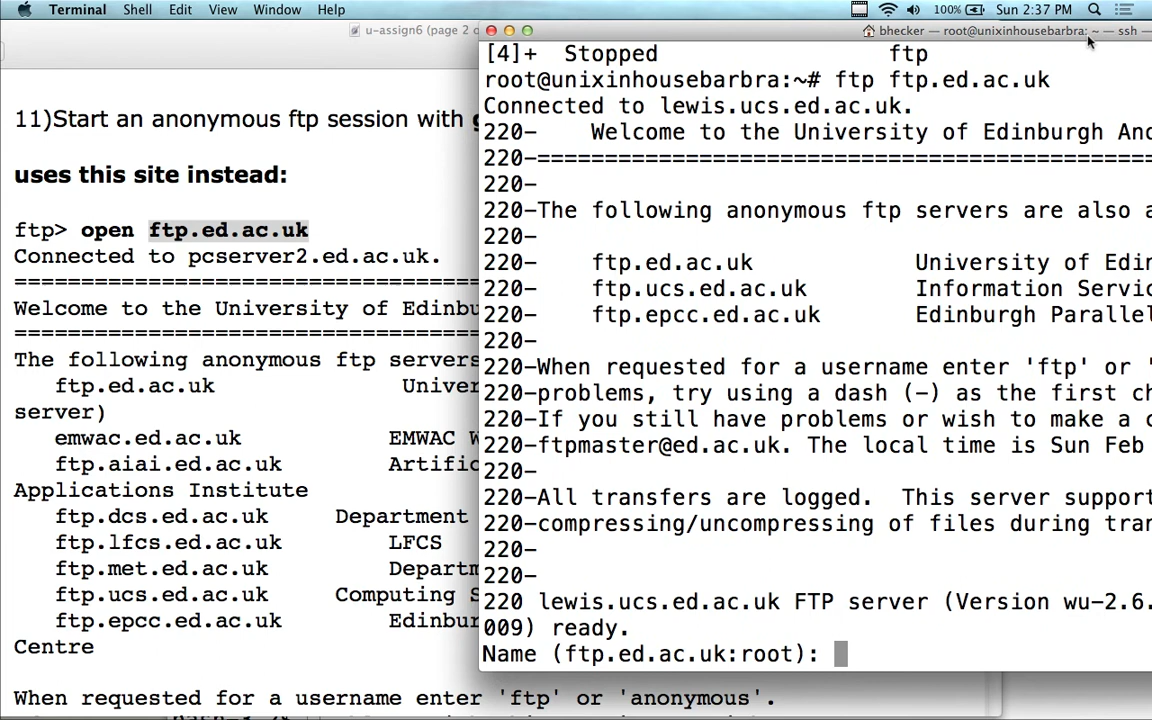 Terminal Shell Edit View Window Help 100% Sun 2:37 PM
u-assign6 (page 2 o
bhecker — root@unixinhousebarbra: ~ — ssh
11)Start an anonymous ftp session with
uses this site instead:
ftp> open ftp.ed.ac.uk
Connected to pcserver2.ed.ac.uk.
==================================
Welcome to the University of Edinbu
==================================
The following anonymous ftp servers
ftp.ed.ac.uk Univer
server)
emwac.ed.ac.uk EMWAC W
ftp.aiai.ed.ac.uk Artific
Applications Institute
ftp.dcs.ed.ac.uk Department
ftp.lfcs.ed.ac.uk LFCS
ftp.met.ed.ac.uk Departm
ftp.ucs.ed.ac.uk Computing S
ftp.epcc.ed.ac.uk Edinbur
Centre
When requested for a username enter 'ftp' or 'anonymous'.
[4]+ Stopped ftp
root@unixinhousebarbra:~# ftp ftp.ed.ac.uk
Connected to lewis.ucs.ed.ac.uk.
220- Welcome to the University of Edinburgh Ano
220-==============================================
220-
220-The following anonymous ftp servers are also a
220-
220- ftp.ed.ac.uk University of Edin
220- ftp.ucs.ed.ac.uk Information Servic
220- ftp.epcc.ed.ac.uk Edinburgh Parallel
220-
220-When requested for a username enter 'ftp' or '
220-problems, try using a dash (-) as the first ch
220-If you still have problems or wish to make a c
220-ftpmaster@ed.ac.uk. The local time is Sun Feb
220-
220-All transfers are logged. This server support
220-compressing/uncompressing of files during tran
220-
220-
220 lewis.ucs.ed.ac.uk FTP server (Version wu-2.6.
009) ready.
Name (ftp.ed.ac.uk:root):